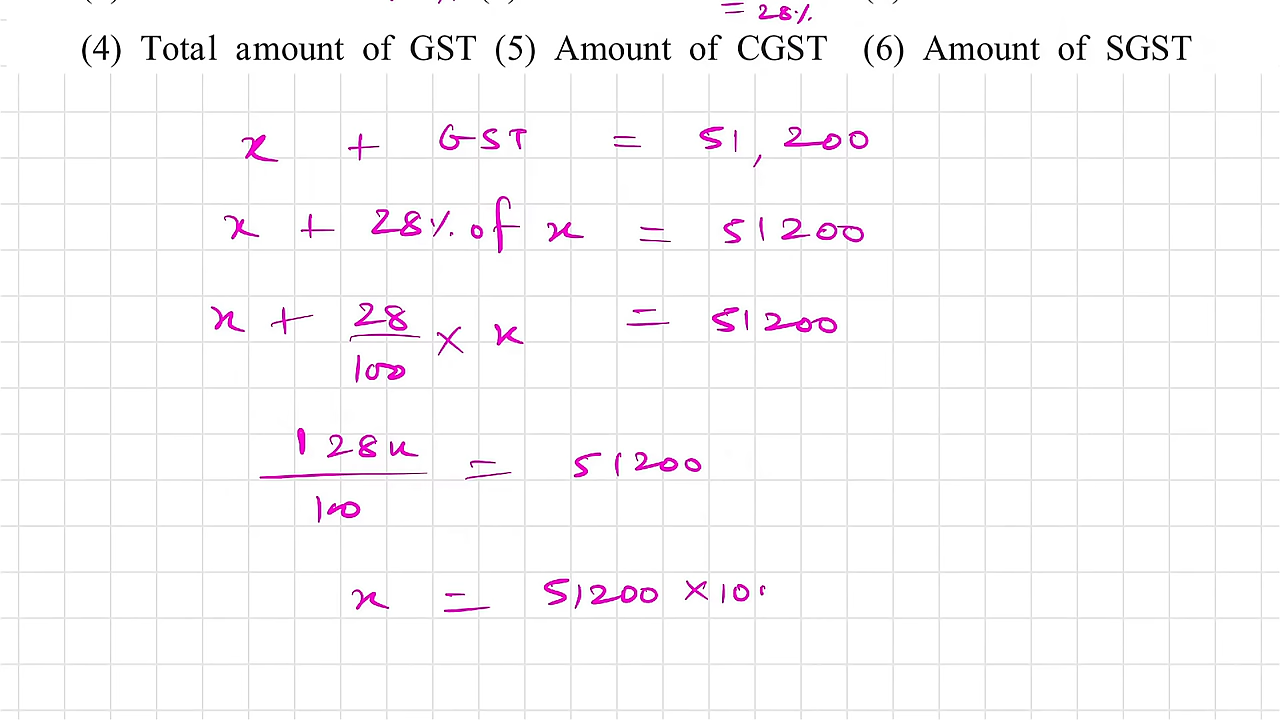 = 28%
(4) Total amount of GST (5) Amount of CGST (6) Amount of SGST
x + GST = 51,200
x + 28% of x = 51200
x + 28/100 × x = 51200
128x/100 = 51200
x = 51200 × 10